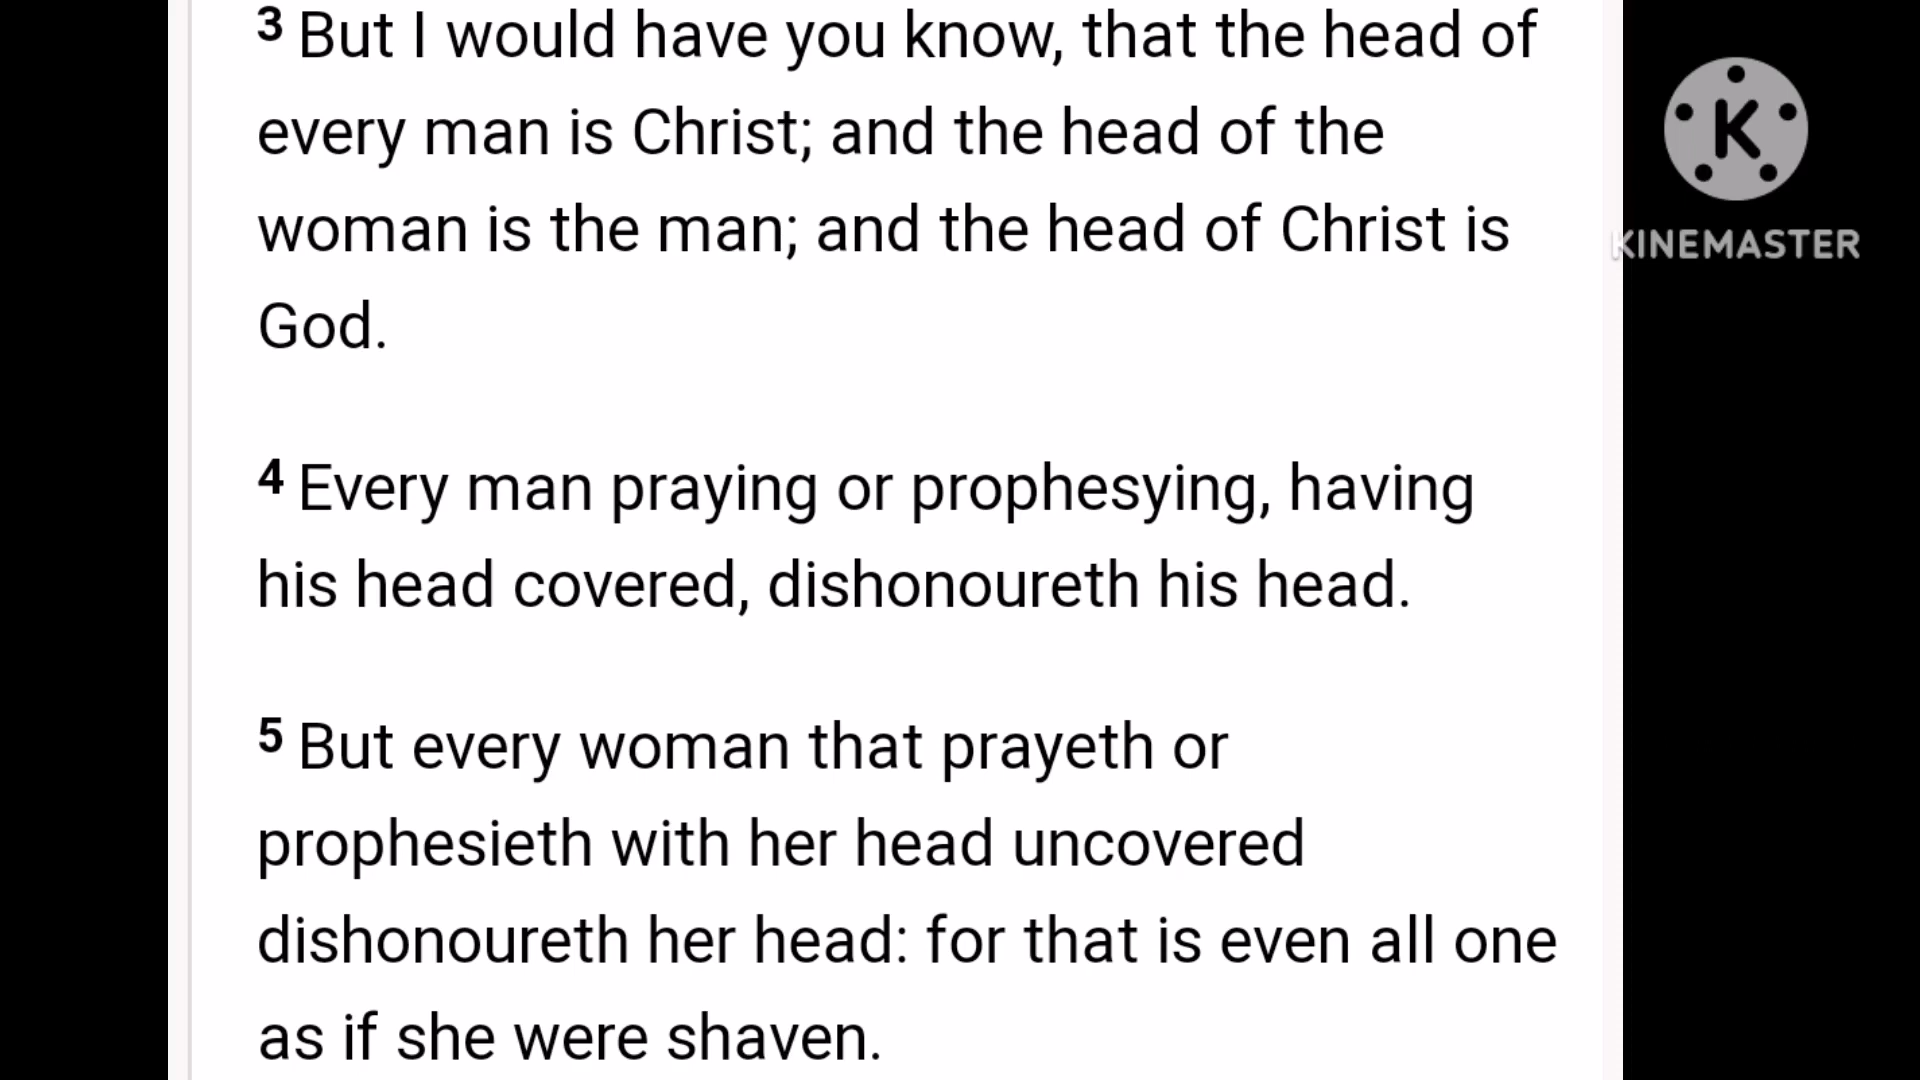 3 But I would have you know, that the head of
every man is Christ; and the head of the
woman is the man; and the head of Christ is
God.
4 Every man praying or prophesying, having
his head covered, dishonoureth his head.
5 But every woman that prayeth or
prophesieth with her head uncovered
dishonoureth her head: for that is even all one
as if she were shaven.
K
KINEMASTER